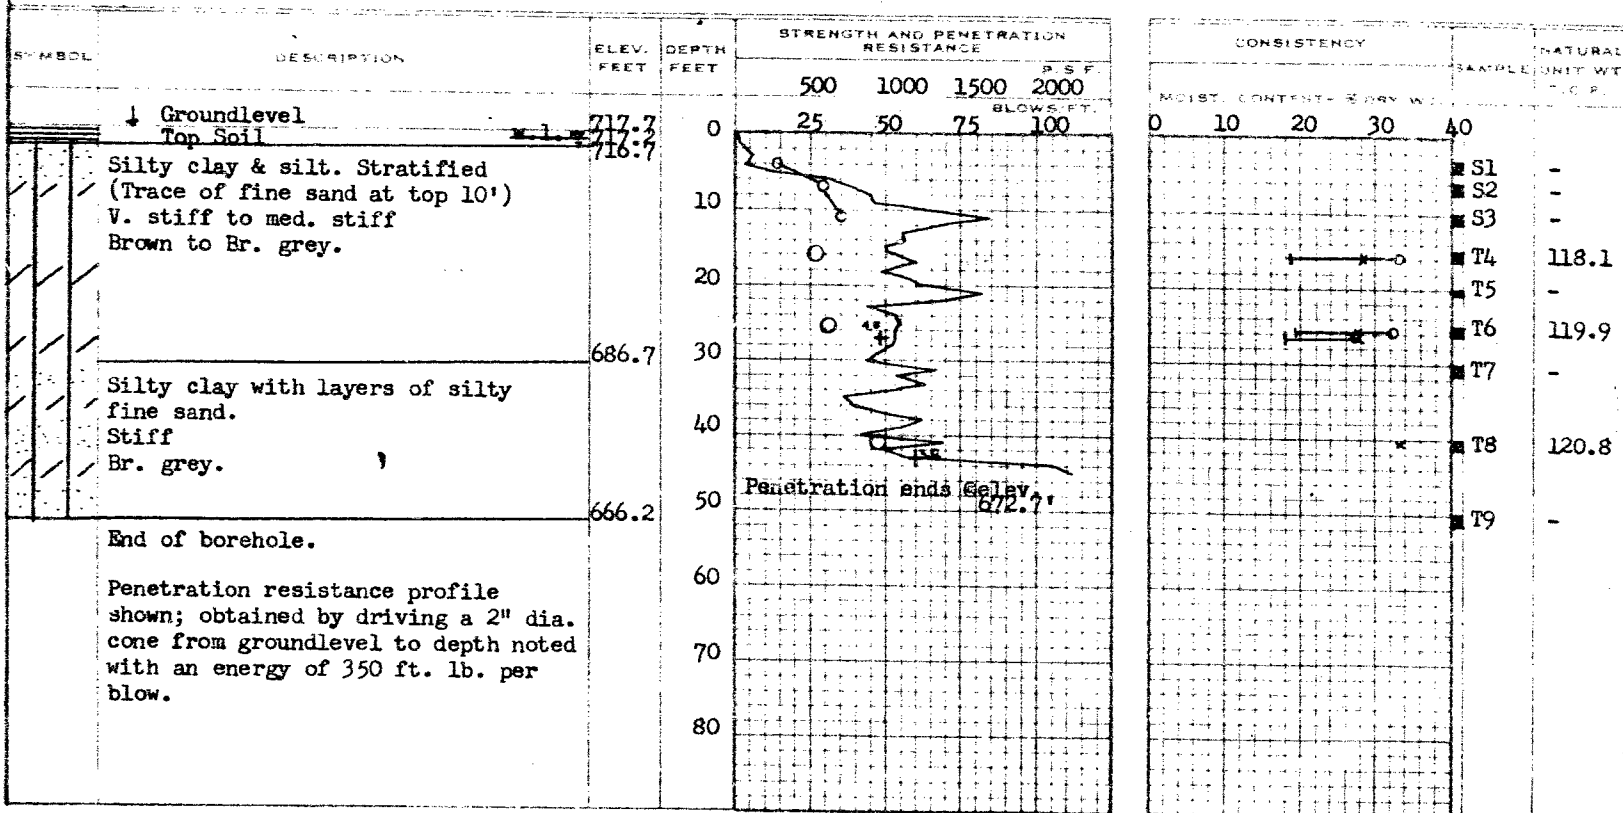 SYMBOL DESCRIPTION ELEV. FEET DEPTH FEET
STRENGTH AND PENETRATION RESISTANCE
P.S.F.
500 1000 1500 2000
BLOWS/FT.
25 50 75 100
CONSISTENCY
MOIST. CONTENT- % DRY WT.
0 10 20 30 40
SAMPLE
NATURAL
UNIT WT
Groundlevel 717.7
Top Soil 717.2
716.7
0
Silty clay & silt. Stratified
(Trace of fine sand at top 10')
V. stiff to med. stiff
Brown to Br. grey.
686.7
Silty clay with layers of silty
fine sand.
Stiff
Br. grey.
666.2
End of borehole.
Penetration resistance profile
shown; obtained by driving a 2" dia.
cone from groundlevel to depth noted
with an energy of 350 ft. lb. per
blow.
10
20
30
40
50
60
70
80
Penetration ends @elev.
672.7'
S1 -
S2 -
S3 -
T4 118.1
T5 -
T6 119.9
T7 -
T8 120.8
T9 -